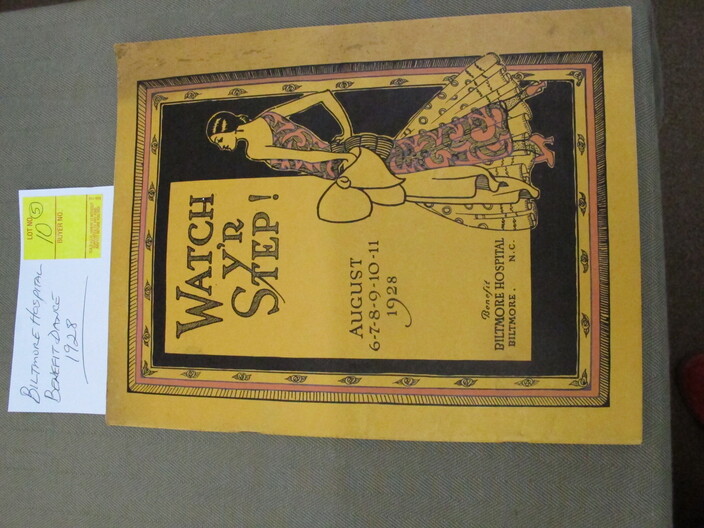 WATCH
Y'R
STEP!
AUGUST
6-7-8-9-10-11
1928
Benefit
BILTMORE HOSPITAL
BILTMORE. N.C.
LOT NO. 10 (5)
BUYER NO.
BILTMORE HOSPITAL
BENEFIT DANCE
1928